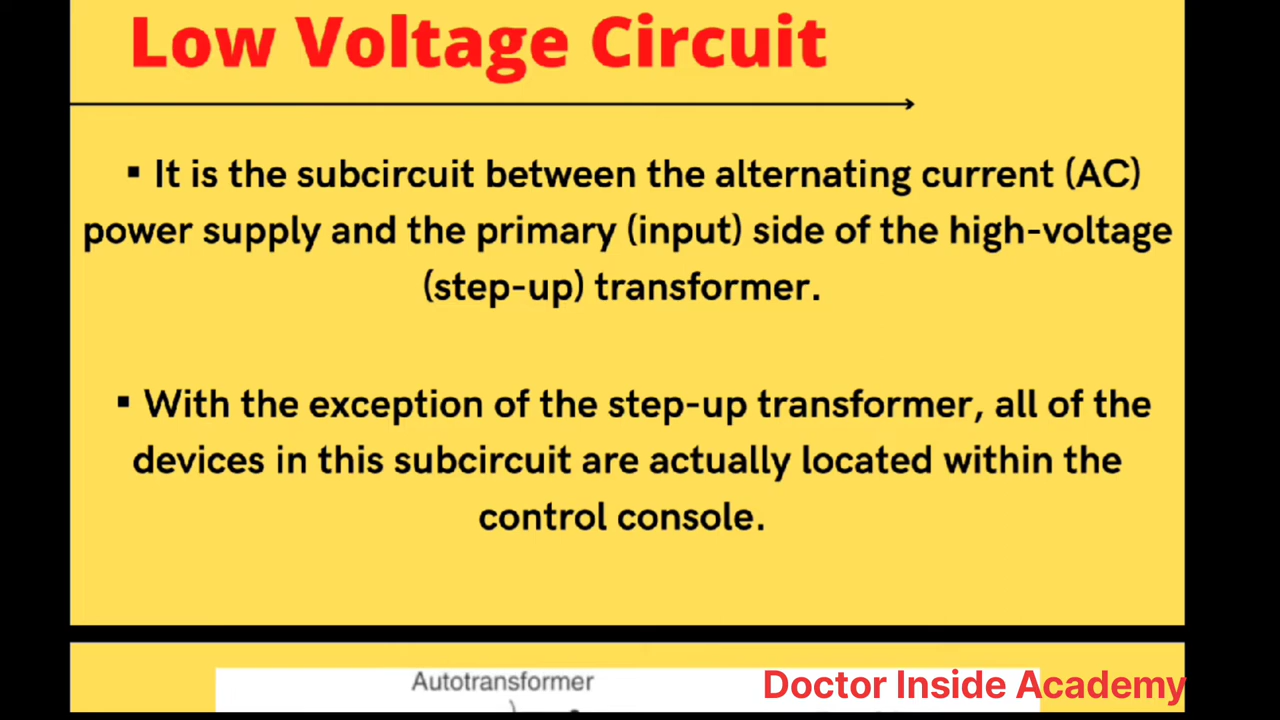 Low Voltage Circuit
▪ It is the subcircuit between the alternating current (AC)
power supply and the primary (input) side of the high-voltage
(step-up) transformer.
▪ With the exception of the step-up transformer, all of the
devices in this subcircuit are actually located within the
control console.
Autotransformer
Doctor Inside Academy